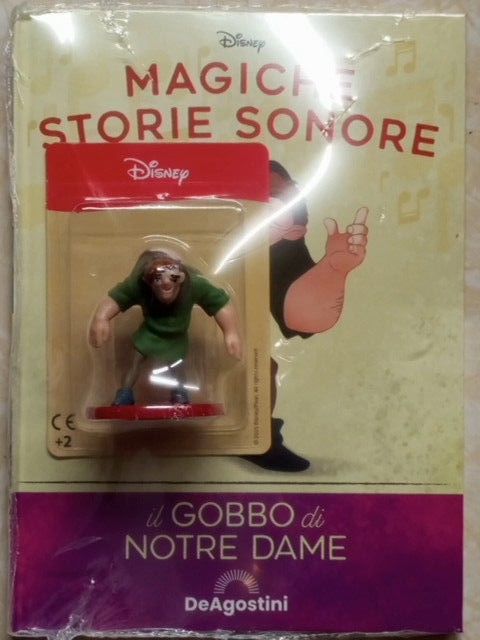 Disney
MAGICHE
STORIE SONORE
Disney
CE
+2
il GOBBO di
NOTRE DAME
DeAgostini